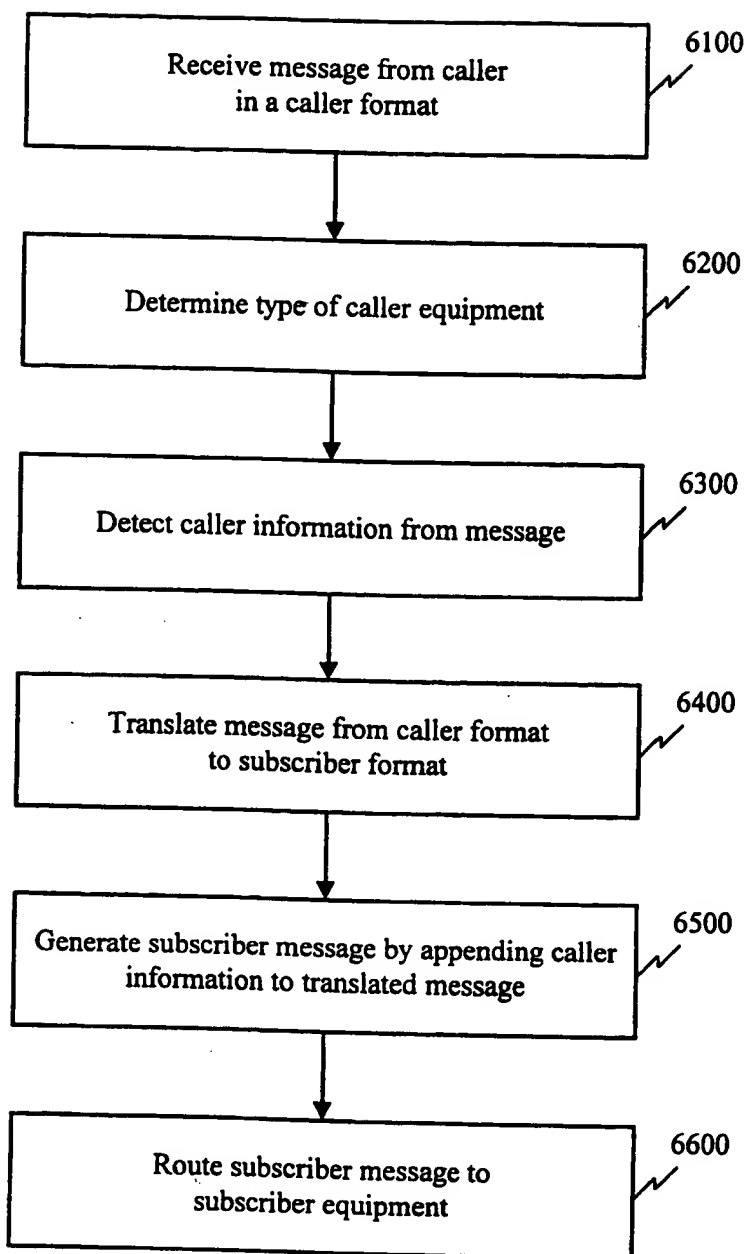 6100
Receive message from caller
in a caller format
6200
Determine type of caller equipment
6300
Detect caller information from message
6400
Translate message from caller format
to subscriber format
6500
Generate subscriber message by appending caller
information to translated message
6600
Route subscriber message to
subscriber equipment